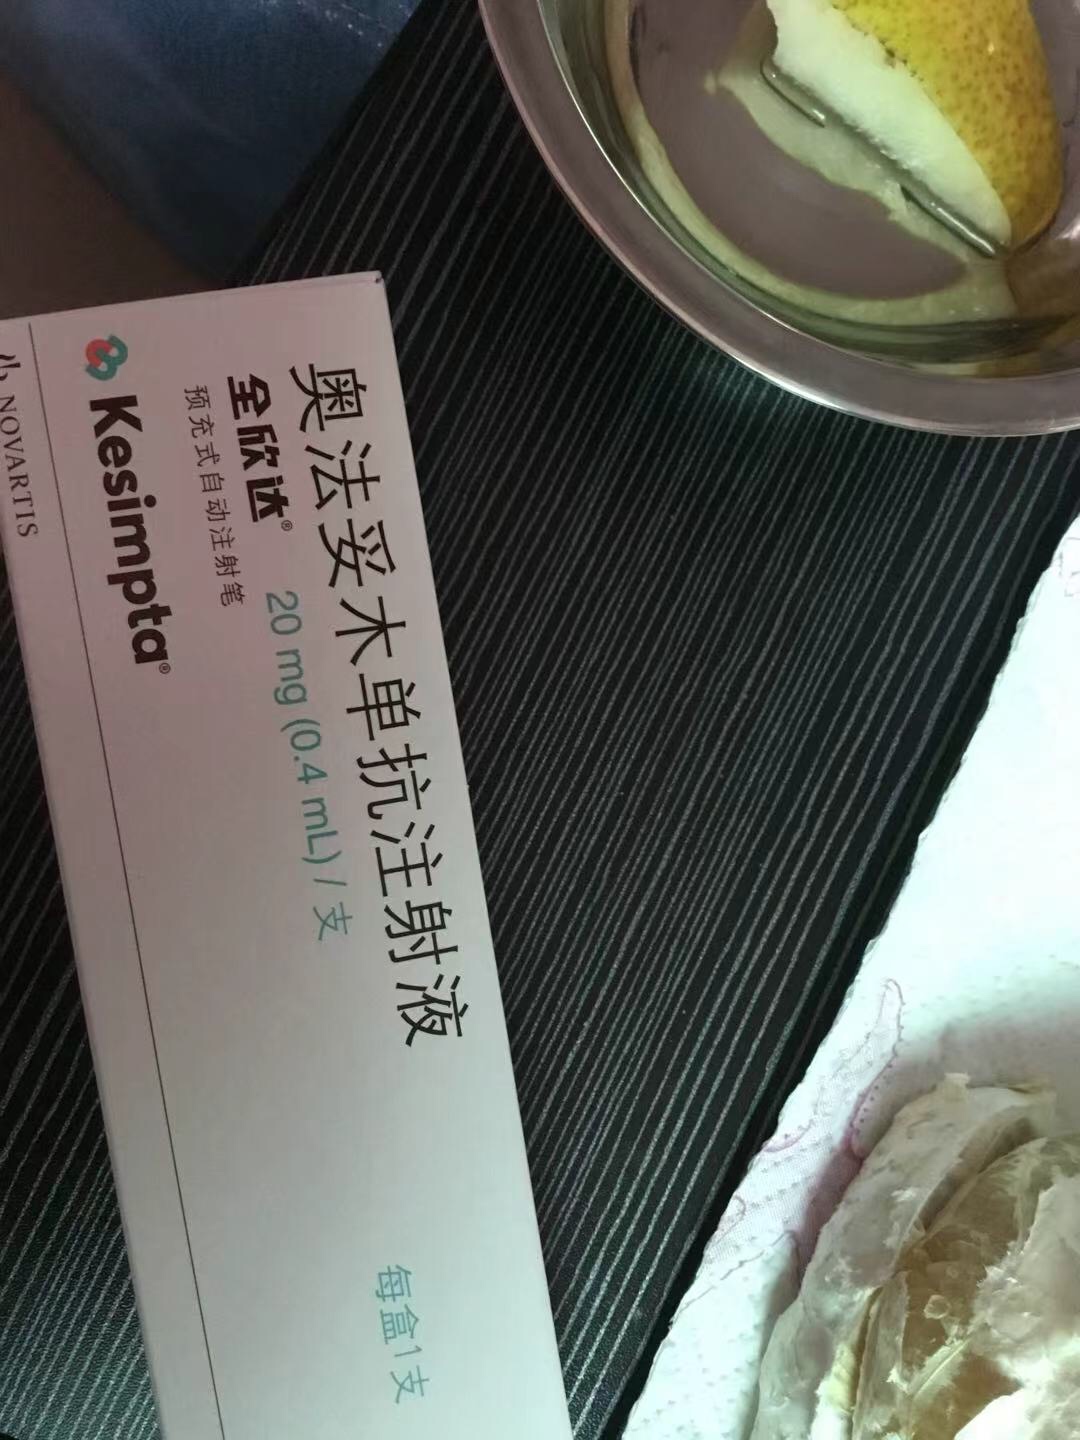 奥法妥木单抗注射液
全欣达® 20 mg (0.4 mL) / 支
预充式自动注射笔
Kesimpta®
NOVARTIS
每盒1支